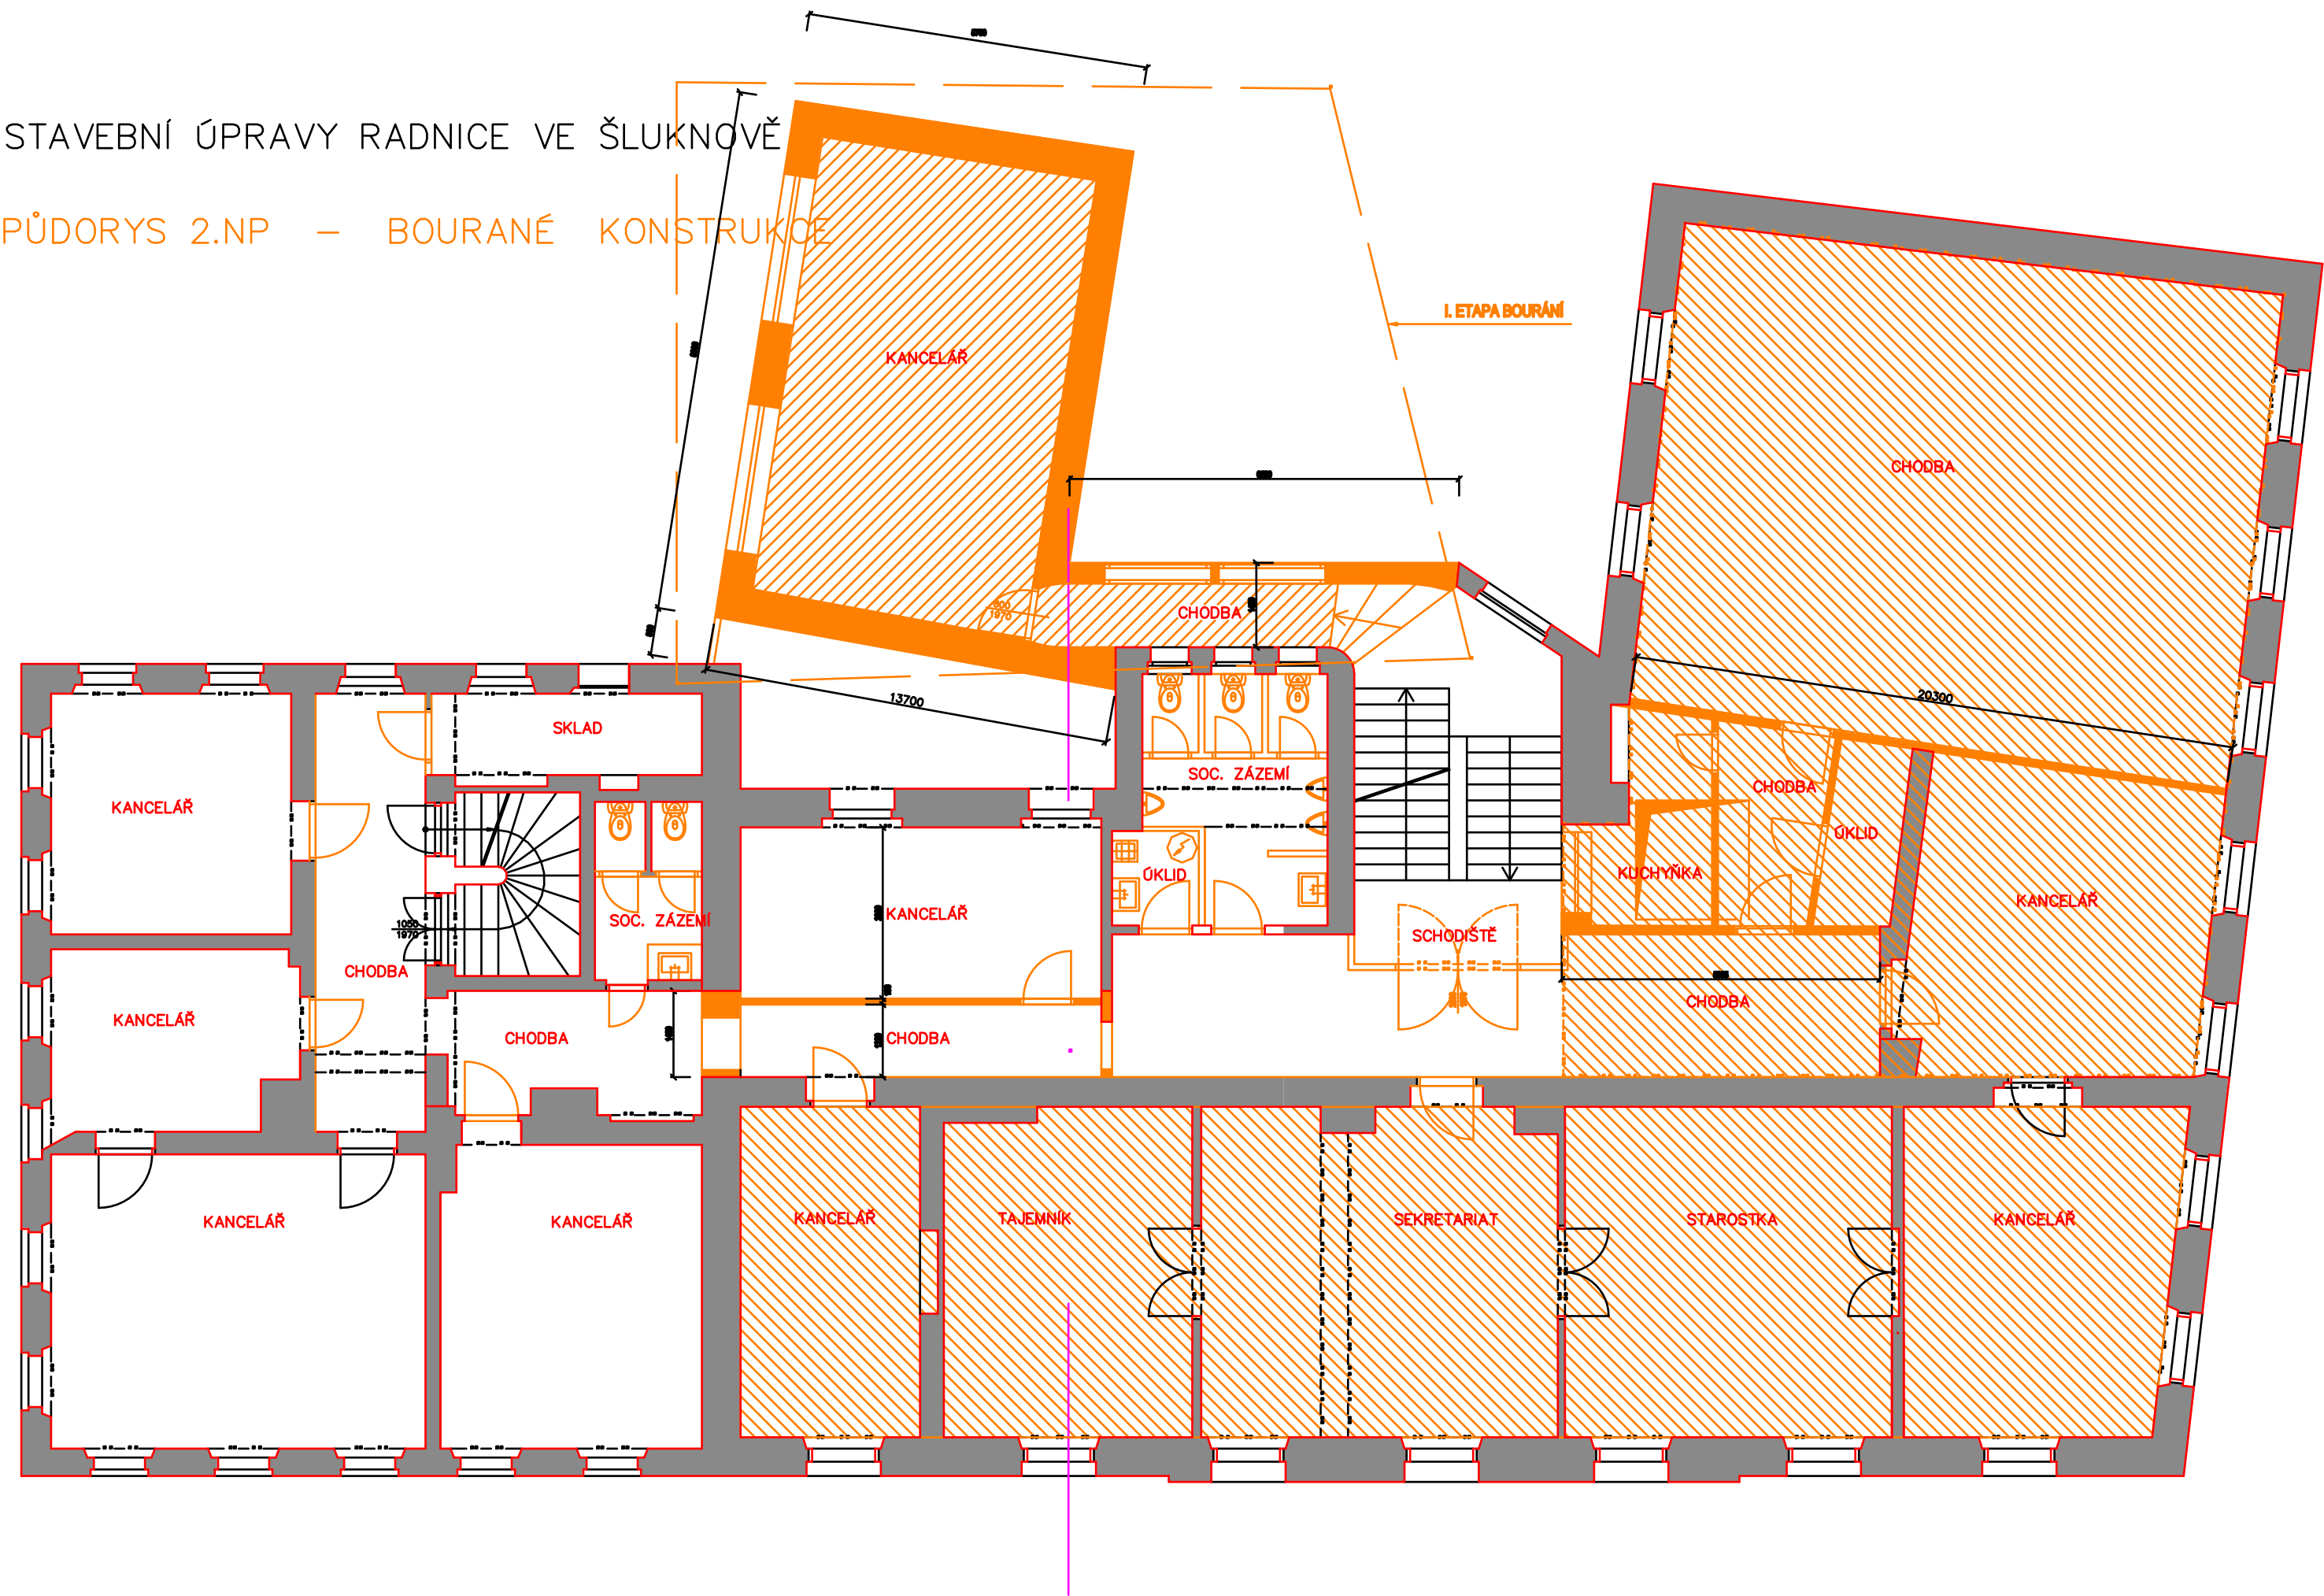 STAVEBNÍ ÚPRAVY RADNICE VE ŠLUKNOVĚ
PŮDORYS 2.NP - BOURANÉ KONSTRUKCE
I. ETAPA BOURÁNÍ
KANCELÁŘ
CHODBA
CHODBA
800
1970
13700
20300
SKLAD
SOC. ZÁZEMÍ
CHODBA
KANCELÁŘ
ÚKLID
KUCHYŇKA
ÚKLID
KANCELÁŘ
KANCELÁŘ
SOC. ZÁZEMÍ
1050
1970
SCHODIŠTĚ
CHODBA
CHODBA
KANCELÁŘ
CHODBA
CHODBA
KANCELÁŘ
KANCELÁŘ
KANCELÁŘ
TAJEMNÍK
SEKRETARIAT
STAROSTKA
KANCELÁŘ